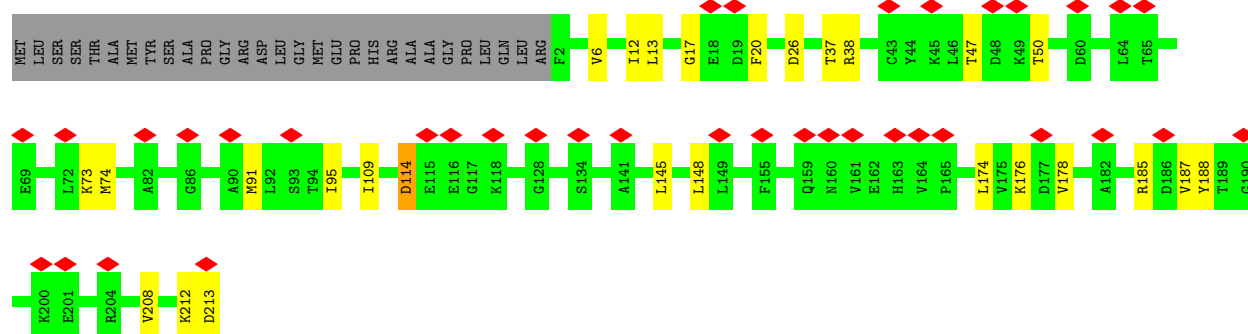 MET LEU SER SER THR ALA MET TYR SER ALA PRO GLY ARG ASP LEU GLY MET GLU PRO HIS ARG ALA ALA GLY PRO LEU GLN LEU ARG F2 V6 I12 L13 G17 E18 D19 F20 D26 T37 R38 C43 Y44 K45 L46 T47 D48 K49 T50 D60 L64 T65
E69 L72 K73 M74 A82 G86 A90 M91 L92 S93 T94 I95 I109 D114 E115 E116 G117 K118 G128 S134 A141 L145 L148 L149 F155 Q159 N160 V161 E162 H163 V164 P165 L174 V175 K176 D177 V178 A182 R185 D186 V187 Y188 T189 G190
K200 E201 R204 V208 K212 D213